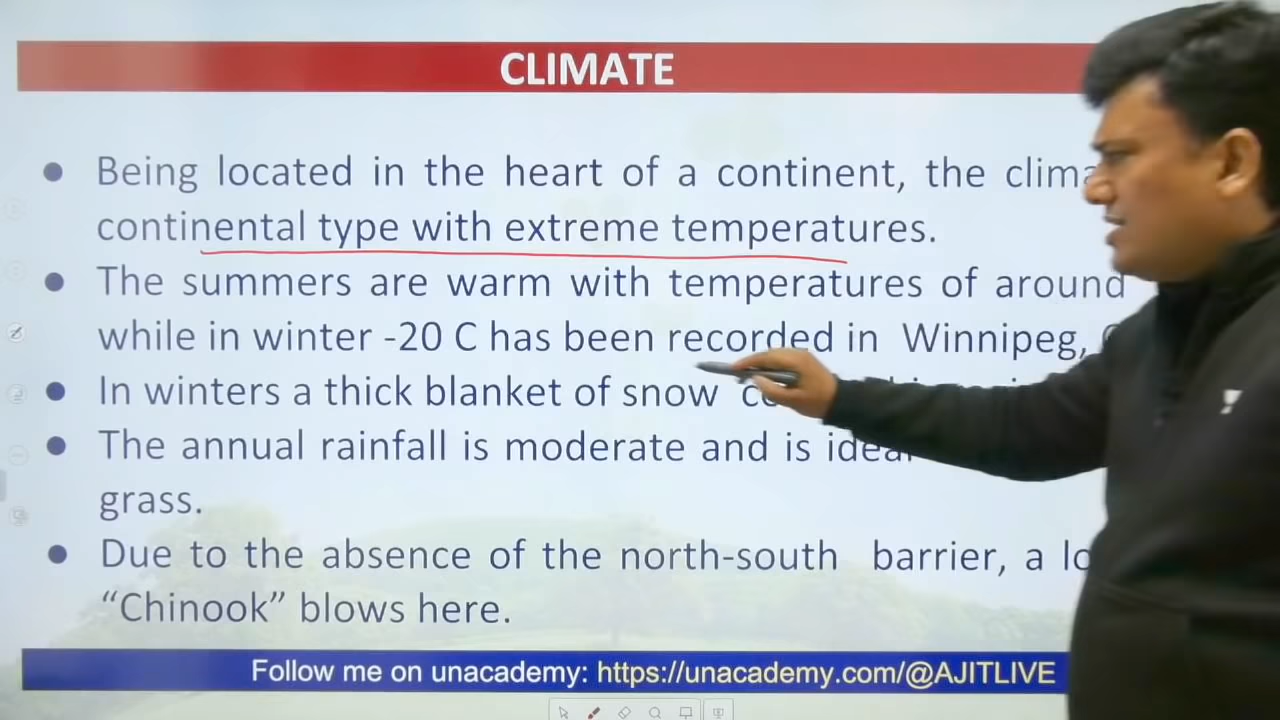 CLIMATE
Being located in the heart of a continent, the
continental type with extreme temperatures.
The summers are warm with temperatures of around
while in winter -20 C has been recorded in Winnipeg,
In winters a thick blanket of snow
The annual rainfall is moderate and is
grass.
Due to the absence of the north-south barrier, a
“Chinook” blows here.
Follow me on unacademy: https://unacademy.com/@AJITLIVE